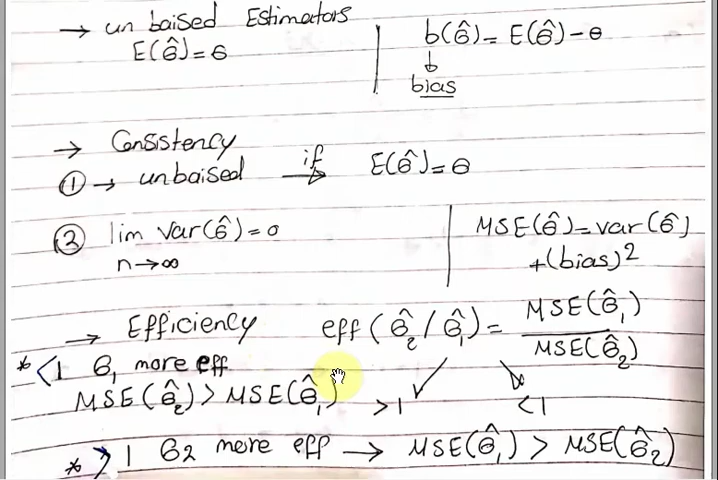 → un baised Estimators
E(θ̂) = θ
b(θ̂) = E(θ̂) - θ
↓
bias
→ Consistency
① → unbaised if → E(θ̂) = θ
② lim var(θ̂) = 0
n→∞
MSE(θ̂) = var(θ̂)
+(bias)²
→ Efficiency eff(θ̂₂/θ̂₁) = MSE(θ̂₁)
MSE(θ̂₂)
* <1 θ₁ more eff
MSE(θ̂₂) > MSE(θ̂₁)
>1 <1
* >1 θ₂ more eff → MSE(θ̂₁) > MSE(θ̂₂)